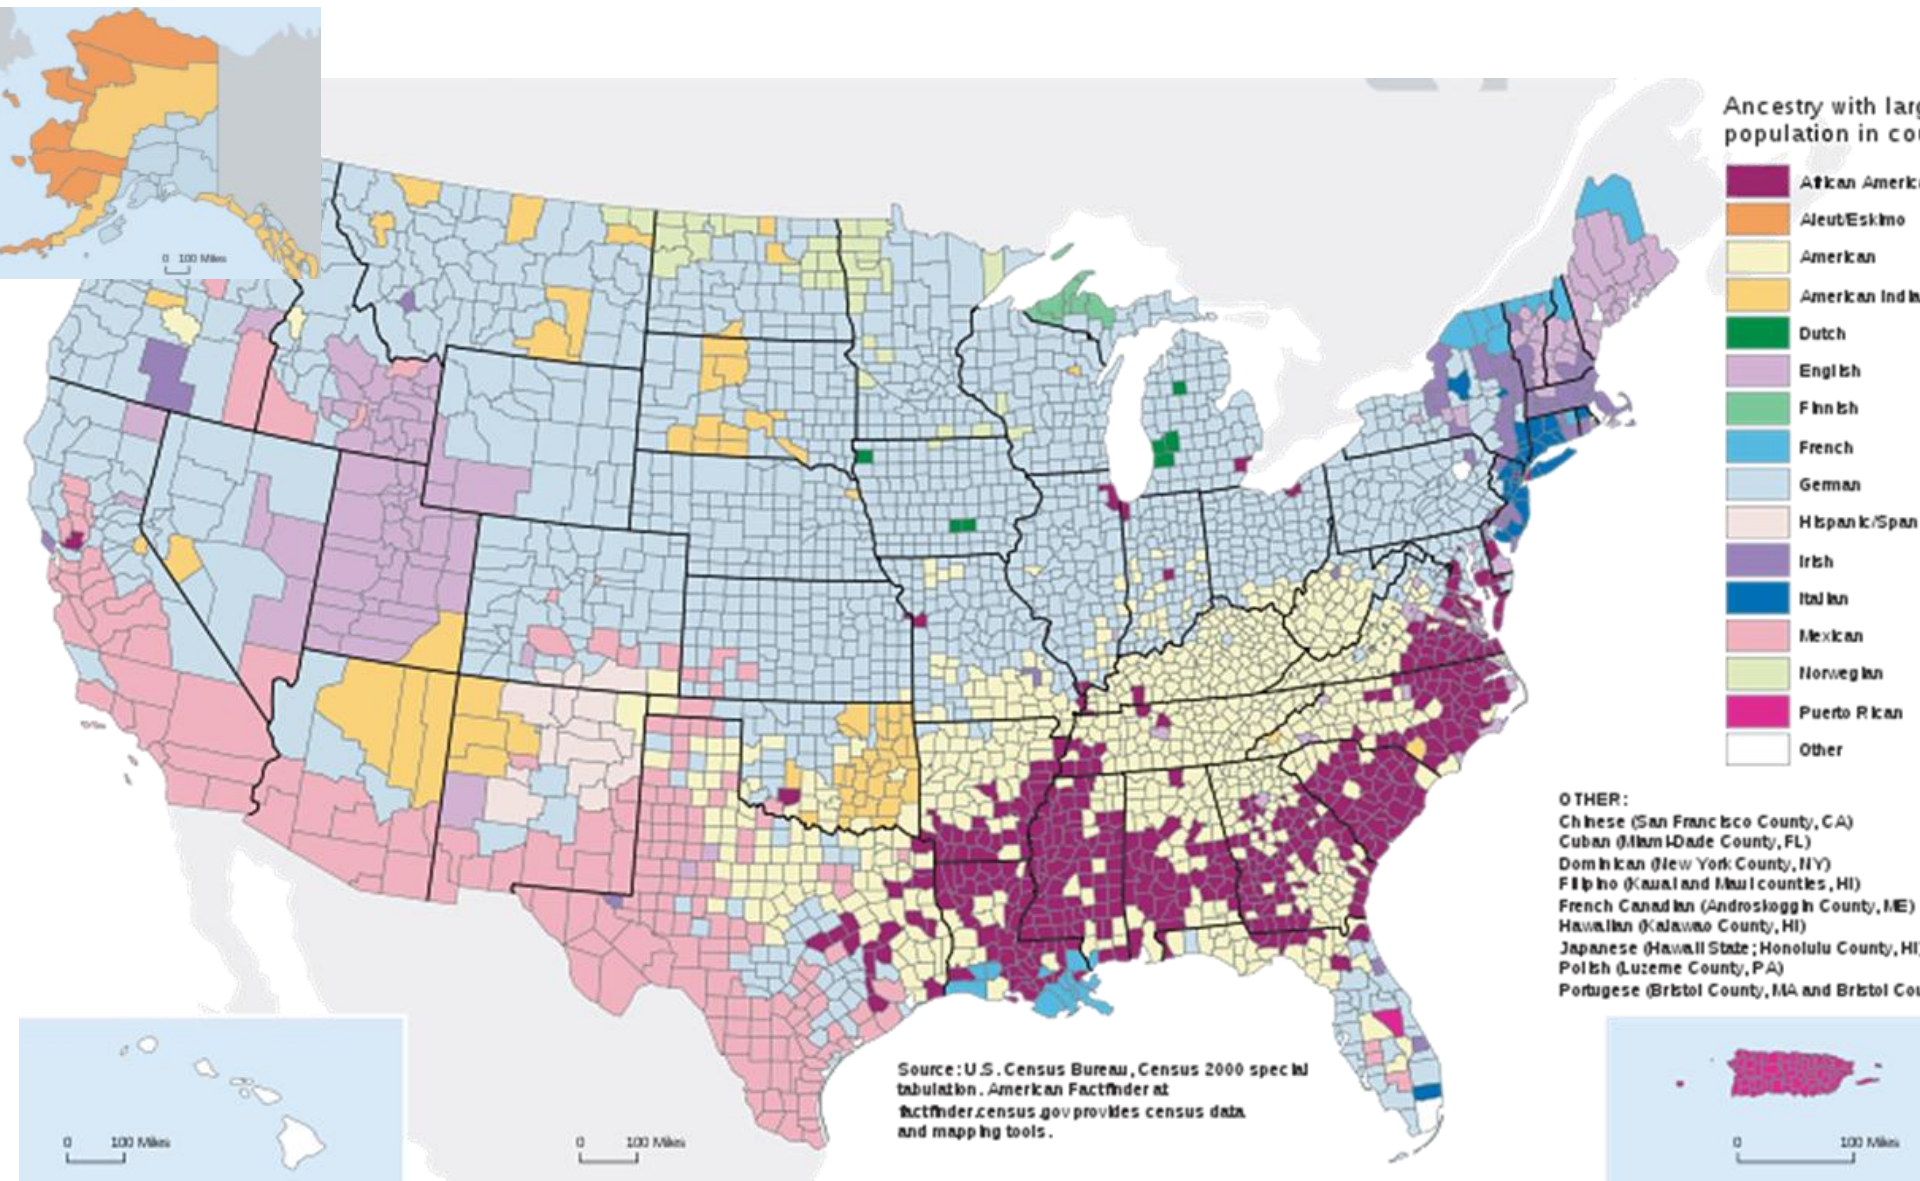 0 100 Miles
Ancestry with larg
population in cou
African Americ
Aleut/Eskimo
American
American India
Dutch
English
Finnish
French
German
Hispanic/Span
Irish
Italian
Mexican
Norwegian
Puerto Rican
Other
OTHER:
Chinese (San Francisco County, CA)
Cuban (Miami-Dade County, FL)
Dominican (New York County, NY)
Filipino (Kauai and Maui counties, HI)
French Canadian (Androskoggin County, ME)
Hawaiian (Kalawao County, HI)
Japanese (Hawaii State; Honolulu County, HI)
Polish (Luzerne County, PA)
Portugese (Bristol County, MA and Bristol Cou
Source: U.S. Census Bureau, Census 2000 special
tabulation. American Factfinder at
factfinder.census.gov provides census data
and mapping tools.
0 100 Miles
0 100 Miles
0 100 Miles